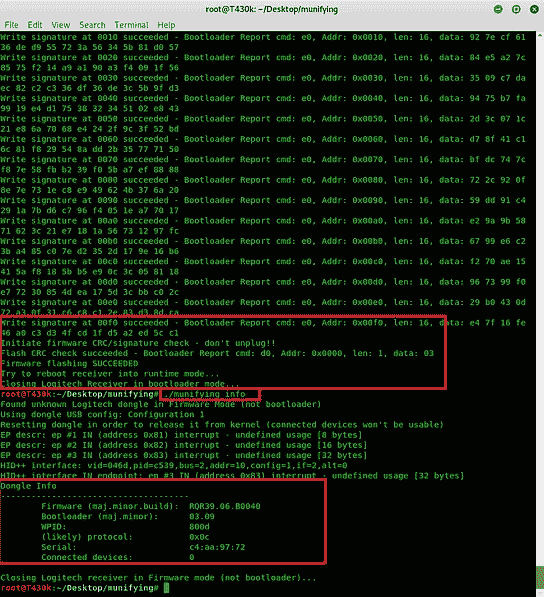 root@T430k: ~/Desktop/munifying
File Edit View Search Terminal Help
Write signature at 0010 succeeded - Bootloader Report cmd: e0, Addr: 0x0010, len: 16, data: 92 7e cf 61
36 de d9 55 72 3a 56 34 5b 81 d0 57
Write signature at 0020 succeeded - Bootloader Report cmd: e0, Addr: 0x0020, len: 16, data: 84 e5 a2 7c
85 75 f2 14 a9 a1 90 a3 f4 09 1f 56
Write signature at 0030 succeeded - Bootloader Report cmd: e0, Addr: 0x0030, len: 16, data: 35 09 c7 da
ec 82 c2 c3 36 df 36 de 3c 5b 9f d3
Write signature at 0040 succeeded - Bootloader Report cmd: e0, Addr: 0x0040, len: 16, data: 94 75 b7 fa
99 19 e4 d1 75 38 32 34 51 02 e8 43
Write signature at 0050 succeeded - Bootloader Report cmd: e0, Addr: 0x0050, len: 16, data: 2d 3c 07 1c
21 e8 6a 70 68 e4 24 2f 9c 3f 52 bd
Write signature at 0060 succeeded - Bootloader Report cmd: e0, Addr: 0x0060, len: 16, data: d7 8f 41 c1
6c 81 f8 29 54 8a dd 2b 35 77 71 50
Write signature at 0070 succeeded - Bootloader Report cmd: e0, Addr: 0x0070, len: 16, data: bf dc 74 7c
f8 7e 58 fb b2 39 f0 5b a7 ef 88 88
Write signature at 0080 succeeded - Bootloader Report cmd: e0, Addr: 0x0080, len: 16, data: 72 2c 92 0f
8e 7e 73 1e c8 e9 49 62 4b 37 6a 20
Write signature at 0090 succeeded - Bootloader Report cmd: e0, Addr: 0x0090, len: 16, data: 59 dd 91 c4
29 1a 7b d6 c7 96 f4 05 1e a7 70 17
Write signature at 00a0 succeeded - Bootloader Report cmd: e0, Addr: 0x00a0, len: 16, data: e2 9a 9b 58
71 62 3c 21 e7 18 1a 56 73 12 97 fc
Write signature at 00b0 succeeded - Bootloader Report cmd: e0, Addr: 0x00b0, len: 16, data: 67 99 e6 c2
3b a4 85 c0 7e d2 35 2d 17 9e 16 b6
Write signature at 00c0 succeeded - Bootloader Report cmd: e0, Addr: 0x00c0, len: 16, data: f2 70 ae 15
41 5a f8 18 5b b5 e9 0c 3c 05 81 18
Write signature at 00d0 succeeded - Bootloader Report cmd: e0, Addr: 0x00d0, len: 16, data: 96 73 99 f0
e7 72 30 85 4d ea 17 5d 3c bb c0 2c
Write signature at 00e0 succeeded - Bootloader Report cmd: e0, Addr: 0x00e0, len: 16, data: 29 b0 43 0d
72 a3 0f 31 c6 c8 c1 2e 83 d3 8d ca
Write signature at 00f0 succeeded - Bootloader Report cmd: e0, Addr: 0x00f0, len: 16, data: e4 7f 16 fe
46 a0 c3 d3 4f cd 1f d5 a2 ed 5c c1
Initiate firmware CRC/signature check - don't unplug!!
Flash CRC check succeeded - Bootloader Report cmd: d0, Addr: 0x0000, len: 1, data: 03
Firmware flashing SUCCEEDED
Try to reboot receiver into runtime mode...
Closing Logitech Receiver in bootloader mode...
root@T430k:~/Desktop/munifying# ./munifying info
Found unknown Logitech dongle in Firmware Mode (not bootloader)
Using dongle USB config: Configuration 1
Resetting dongle in order to release it from kernel (connected devices won't be usable)
EP descr: ep #1 IN (address 0x81) interrupt - undefined usage [8 bytes]
EP descr: ep #2 IN (address 0x82) interrupt - undefined usage [16 bytes]
EP descr: ep #3 IN (address 0x83) interrupt - undefined usage [32 bytes]
HID++ interface: vid=046d,pid=c539,bus=2,addr=10,config=1,if=2,alt=0
HID++ interface IN endpoint: ep #3 IN (address 0x83) interrupt - undefined usage [32 bytes]
Dongle Info
-------------------------------------
Firmware (maj.minor.build): RQR39.06.B0040
Bootloader (maj.minor): 03.09
WPID: 800d
(likely) protocol: 0x0c
Serial: c4:aa:97:72
Connected devices: 0
Closing Logitech receiver in Firmware mode (not bootloader)...
root@T430k:~/Desktop/munifying#